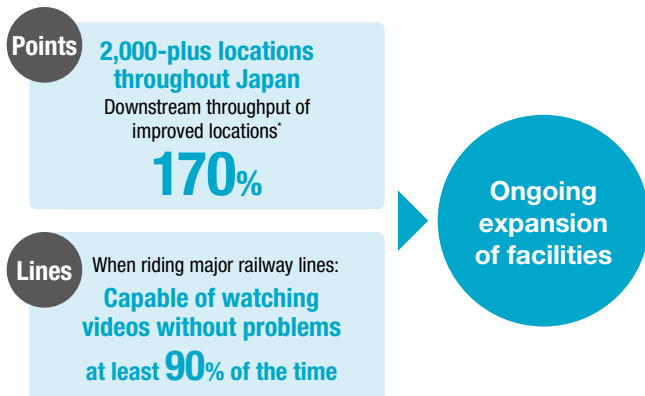 Points
2,000-plus locations
throughout Japan
Downstream throughput of
improved locations*
170%
Lines
When riding major railway lines:
Capable of watching
videos without problems
at least 90% of the time
Ongoing
expansion
of facilities